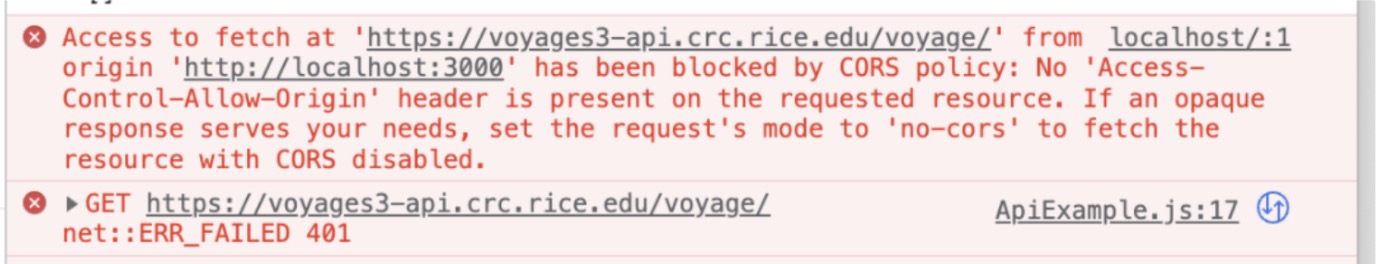 Access to fetch at 'https://voyages3-api.crc.rice.edu/voyage/' from localhost/:1
origin 'http://localhost:3000' has been blocked by CORS policy: No 'Access-
Control-Allow-Origin' header is present on the requested resource. If an opaque
response serves your needs, set the request's mode to 'no-cors' to fetch the
resource with CORS disabled.
GET https://voyages3-api.crc.rice.edu/voyage/ ApiExample.js:17
net::ERR_FAILED 401